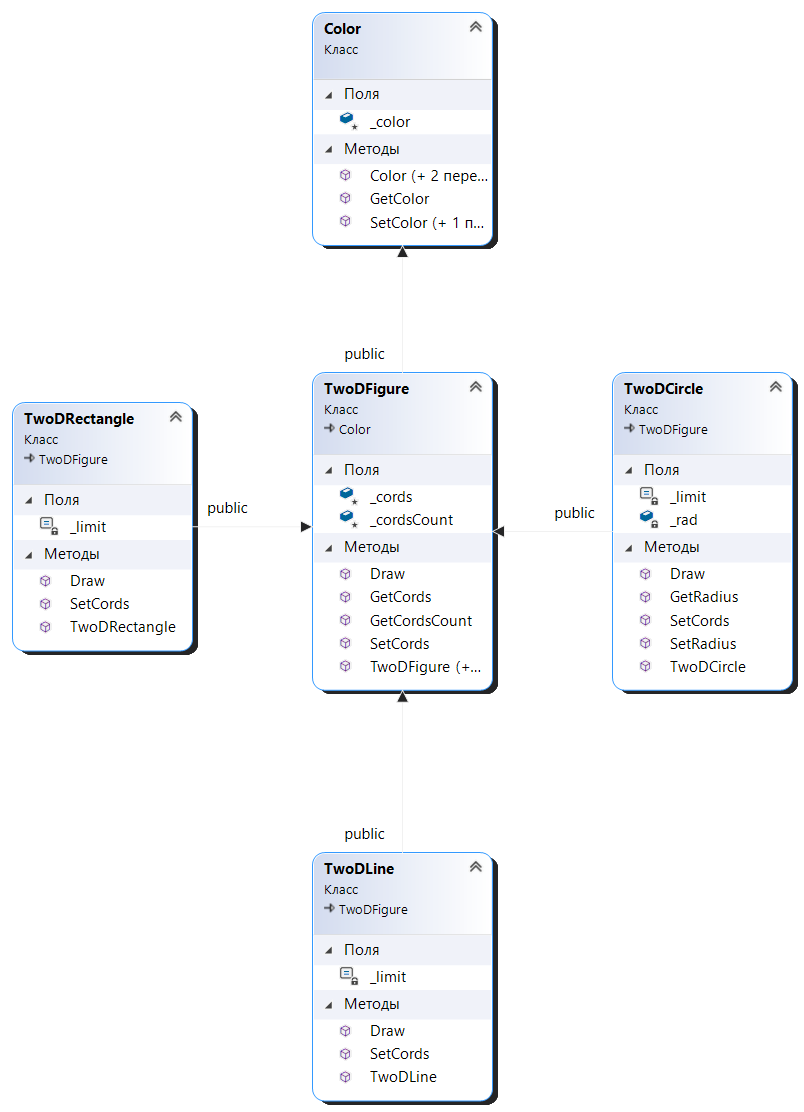 Color
Класс
Поля
_color
Методы
Color (+ 2 пере...
GetColor
SetColor (+ 1 п...
public
TwoDRectangle
Класс
TwoDFigure
Поля
_limit
Методы
Draw
SetCords
TwoDRectangle
public
TwoDFigure
Класс
Color
Поля
_cords
_cordsCount
Методы
Draw
GetCords
GetCordsCount
SetCords
TwoDFigure (+...
public
TwoDCircle
Класс
TwoDFigure
Поля
_limit
_rad
Методы
Draw
GetRadius
SetCords
SetRadius
TwoDCircle
public
TwoDLine
Класс
TwoDFigure
Поля
_limit
Методы
Draw
SetCords
TwoDLine